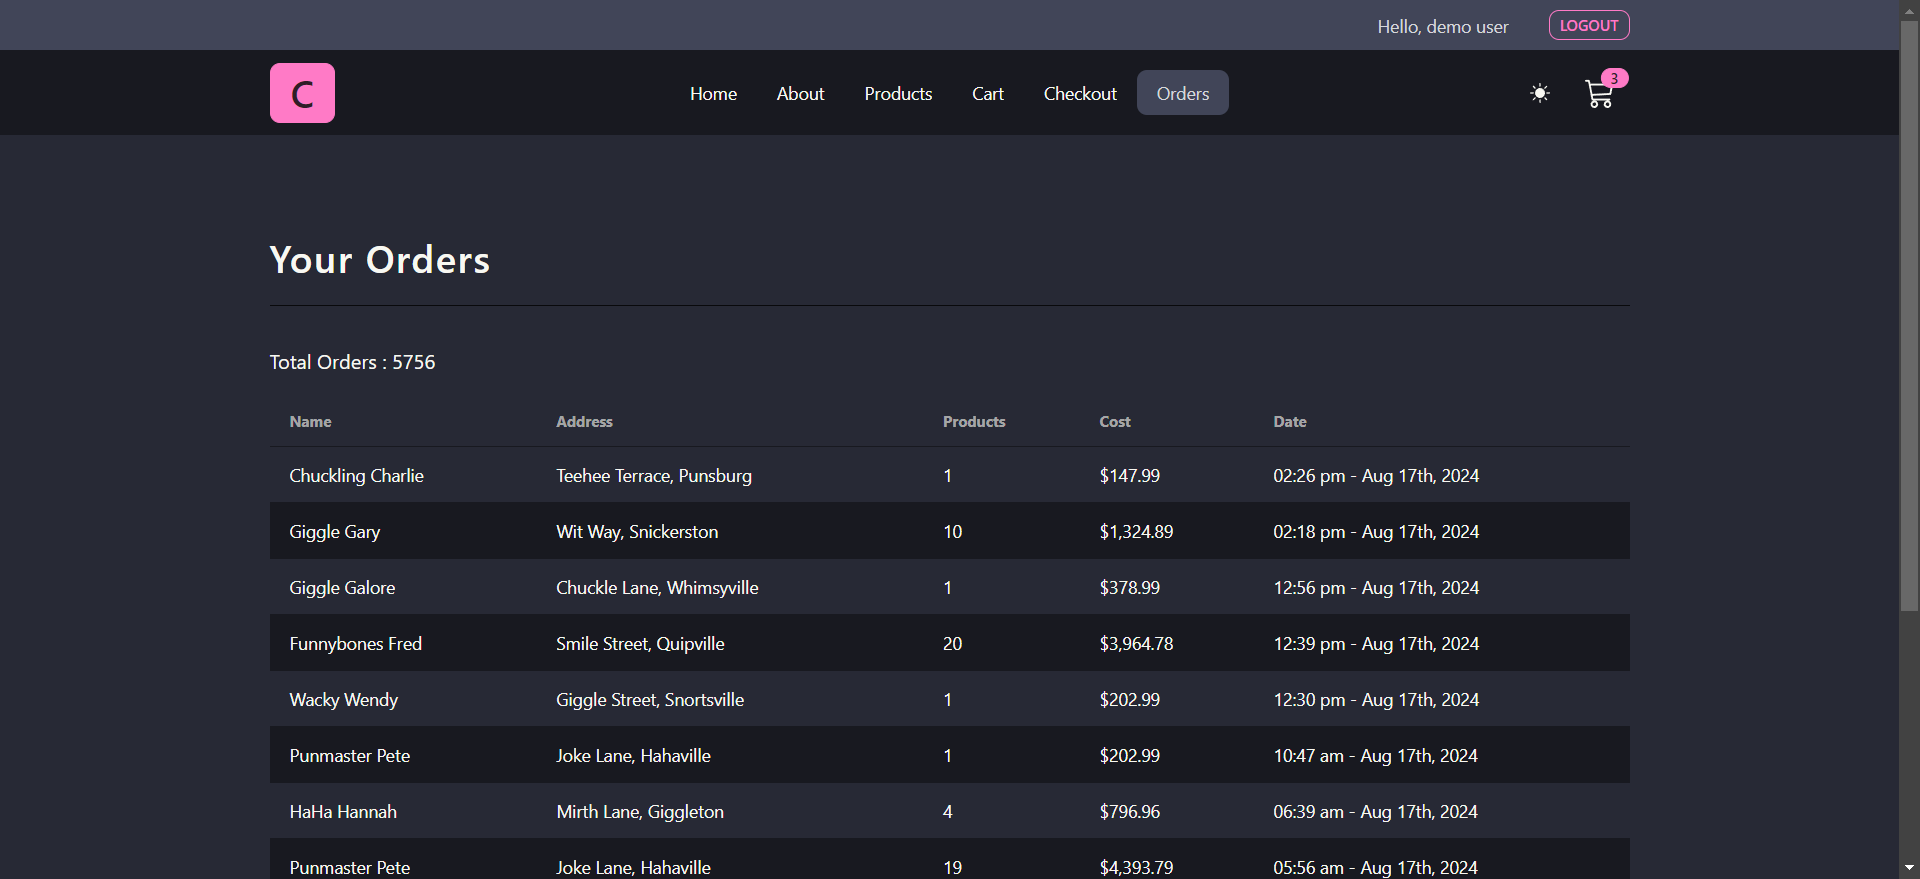 Hello, demo user LOGOUT
C Home About Products Cart Checkout Orders 3
Your Orders
Total Orders : 5756
Name Address Products Cost Date
Chuckling Charlie Teehee Terrace, Punsburg 1 $147.99 02:26 pm - Aug 17th, 2024
Giggle Gary Wit Way, Snickerston 10 $1,324.89 02:18 pm - Aug 17th, 2024
Giggle Galore Chuckle Lane, Whimsyville 1 $378.99 12:56 pm - Aug 17th, 2024
Funnybones Fred Smile Street, Quipville 20 $3,964.78 12:39 pm - Aug 17th, 2024
Wacky Wendy Giggle Street, Snortsville 1 $202.99 12:30 pm - Aug 17th, 2024
Punmaster Pete Joke Lane, Hahaville 1 $202.99 10:47 am - Aug 17th, 2024
HaHa Hannah Mirth Lane, Giggleton 4 $796.96 06:39 am - Aug 17th, 2024
Punmaster Pete Joke Lane, Hahaville 19 $4,393.79 05:56 am - Aug 17th, 2024